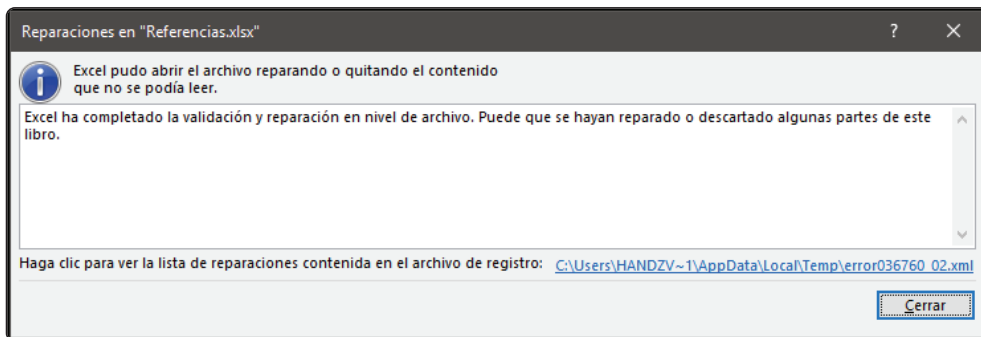 Reparaciones en "Referencias.xlsx"
Excel pudo abrir el archivo reparando o quitando el contenido
que no se podía leer.
Excel ha completado la validación y reparación en nivel de archivo. Puede que se hayan reparado o descartado algunas partes de este
libro.
Haga clic para ver la lista de reparaciones contenida en el archivo de registro: C:\Users\HANDZV~1\AppData\Local\Temp\error036760_02.xml
Cerrar